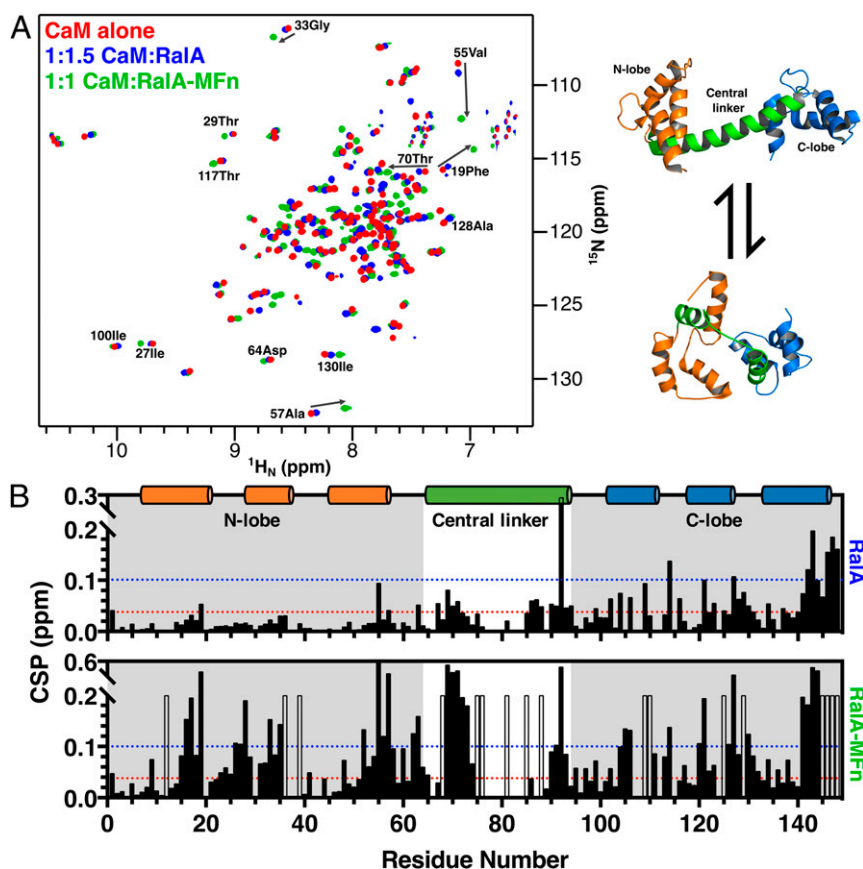 A
CaM alone
1:1.5 CaM:RalA
1:1 CaM:RalA-MFn
33Gly
55Val
29Thr
117Thr
70Thr
19Phe
128Ala
100Ile
27Ile
64Asp
130Ile
57Ala
110
115
120
125
130
15N (ppm)
10 9 8 7
1HN (ppm)
N-lobe
Central
linker
C-lobe
B
0.3
0.2
0.1
0.0
N-lobe Central linker C-lobe
RalA
CSP (ppm)
0.6
0.2
0.1
0.0
RalA-MFn
0 20 40 60 80 100 120 140
Residue Number